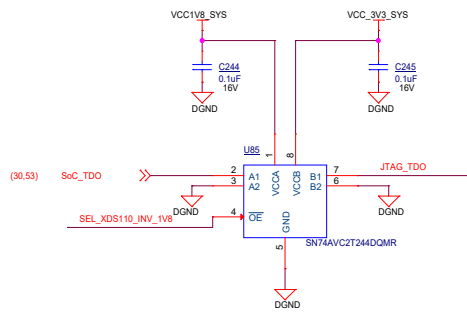 VCC1V8_SYS
VCC_3V3_SYS
C244
0.1uF
16V
DGND
C245
0.1uF
16V
DGND
U85
1
8
VCCA
VCCB
(30,53)
SoC_TDO
2
A1
B1
7
JTAG_TDO
3
A2
B2
6
DGND
DGND
SEL_XDS110_INV_1V8
4
OE
GND
SN74AVC2T244DQMR
5
DGND